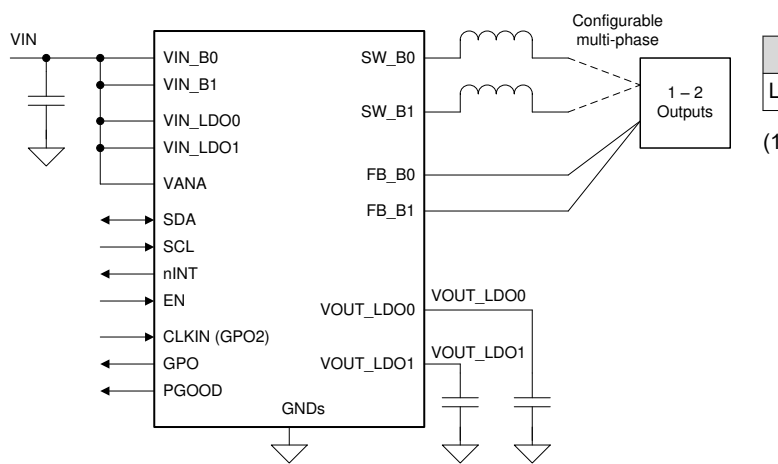 VIN
VIN_B0
VIN_B1
VIN_LDO0
VIN_LDO1
VANA
SDA
SCL
nINT
EN
CLKIN (GPO2)
GPO
PGOOD
GNDs
SW_B0
SW_B1
FB_B0
FB_B1
VOUT_LDO0
VOUT_LDO1
VOUT_LDO0
VOUT_LDO1
Configurable
multi-phase
1 – 2
Outputs
L
(1